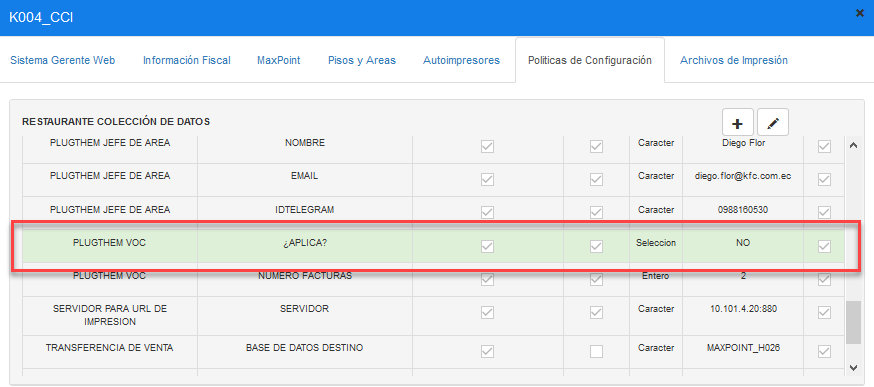 K004_CCI
Sistema Gerente Web Información Fiscal MaxPoint Pisos y Areas Autoimpresores Politicas de Configuración Archivos de Impresión
RESTAURANTE COLECCIÓN DE DATOS
PLUGTHEM JEFE DE AREA NOMBRE Caracter Diego Flor
PLUGTHEM JEFE DE AREA EMAIL Caracter diego.flor@kfc.com.ec
PLUGTHEM JEFE DE AREA IDTELEGRAM Caracter 0988160530
PLUGTHEM VOC ¿APLICA? Seleccion NO
PLUGTHEM VOC NUMERO FACTURAS Entero 2
SERVIDOR PARA URL DE IMPRESION SERVIDOR Caracter 10.101.4.20:880
TRANSFERENCIA DE VENTA BASE DE DATOS DESTINO Caracter MAXPOINT_H026